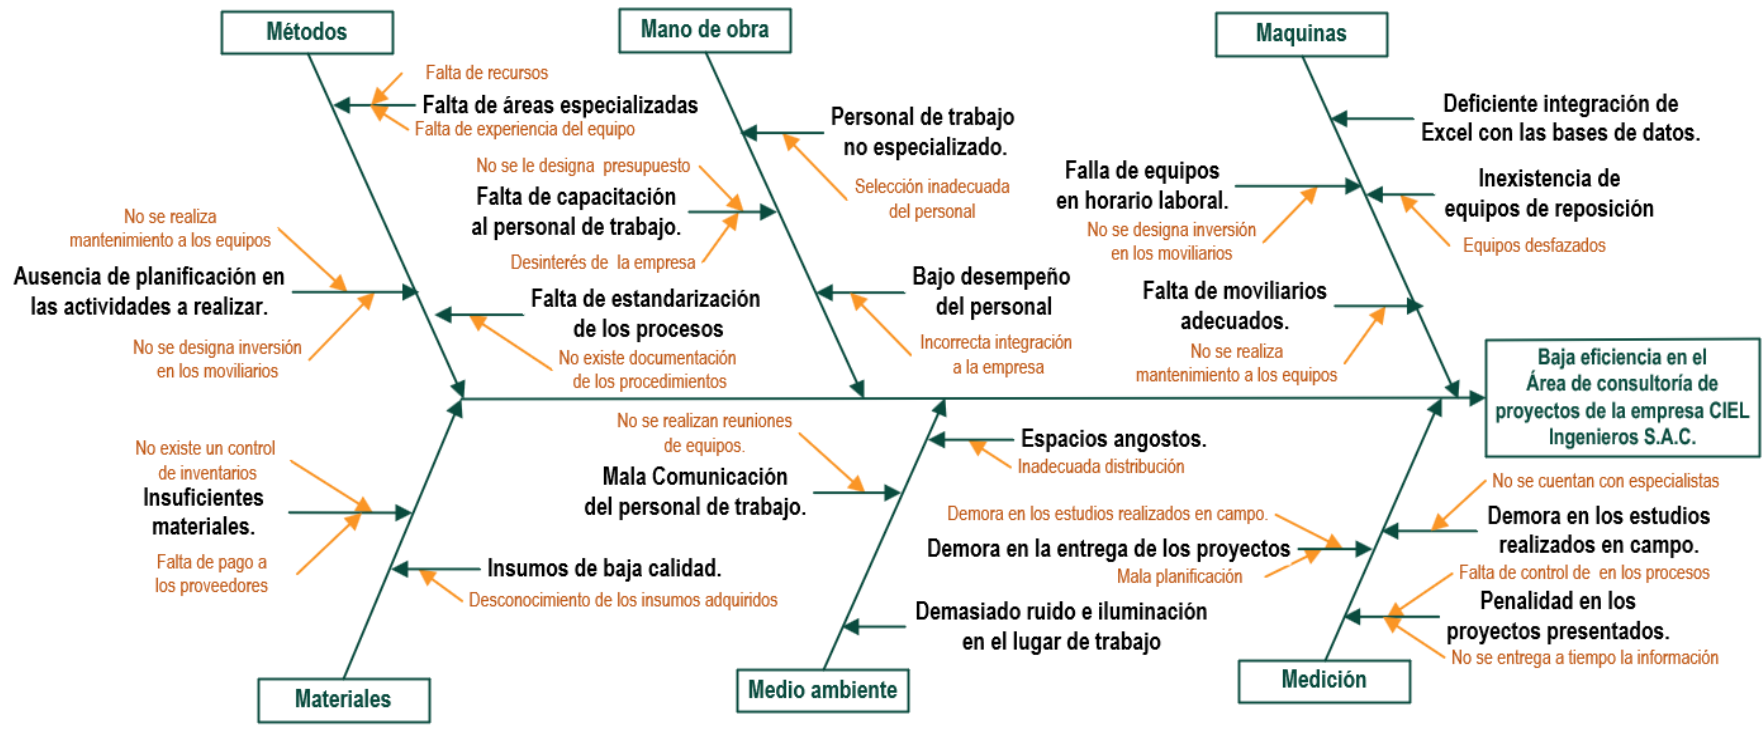 Métodos
Mano de obra
Maquinas
Falta de recursos
Falta de áreas especializadas
Falta de experiencia del equipo
No se realiza
mantenimiento a los equipos
Ausencia de planificación en
las actividades a realizar.
No se designa inversión
en los moviliarios
Falta de estandarización
de los procesos
No existe documentación
de los procedimientos
Personal de trabajo
no especializado.
Selección inadecuada
del personal
No se le designa presupuesto
Falta de capacitación
al personal de trabajo.
Desinterés de la empresa
Bajo desempeño
del personal
Incorrecta integración
a la empresa
Deficiente integración de
Excel con las bases de datos.
Falla de equipos
en horario laboral.
No se designa inversión
en los moviliarios
Inexistencia de
equipos de reposición
Equipos desfazados
Falta de moviliarios
adecuados.
No se realiza
mantenimiento a los equipos
Baja eficiencia en el
Área de consultoría de
proyectos de la empresa CIEL
Ingenieros S.A.C.
No existe un control
de inventarios
Insuficientes
materiales.
Falta de pago a
los proveedores
Insumos de baja calidad.
Desconocimiento de los insumos adquiridos
No se realizan reuniones
de equipos.
Mala Comunicación
del personal de trabajo.
Espacios angostos.
Inadecuada distribución
Demasiado ruido e iluminación
en el lugar de trabajo
Demora en los estudios realizados en campo.
Demora en la entrega de los proyectos
Mala planificación
No se cuentan con especialistas
Demora en los estudios
realizados en campo.
Falta de control de en los procesos
Penalidad en los
proyectos presentados.
No se entrega a tiempo la información
Materiales
Medio ambiente
Medición